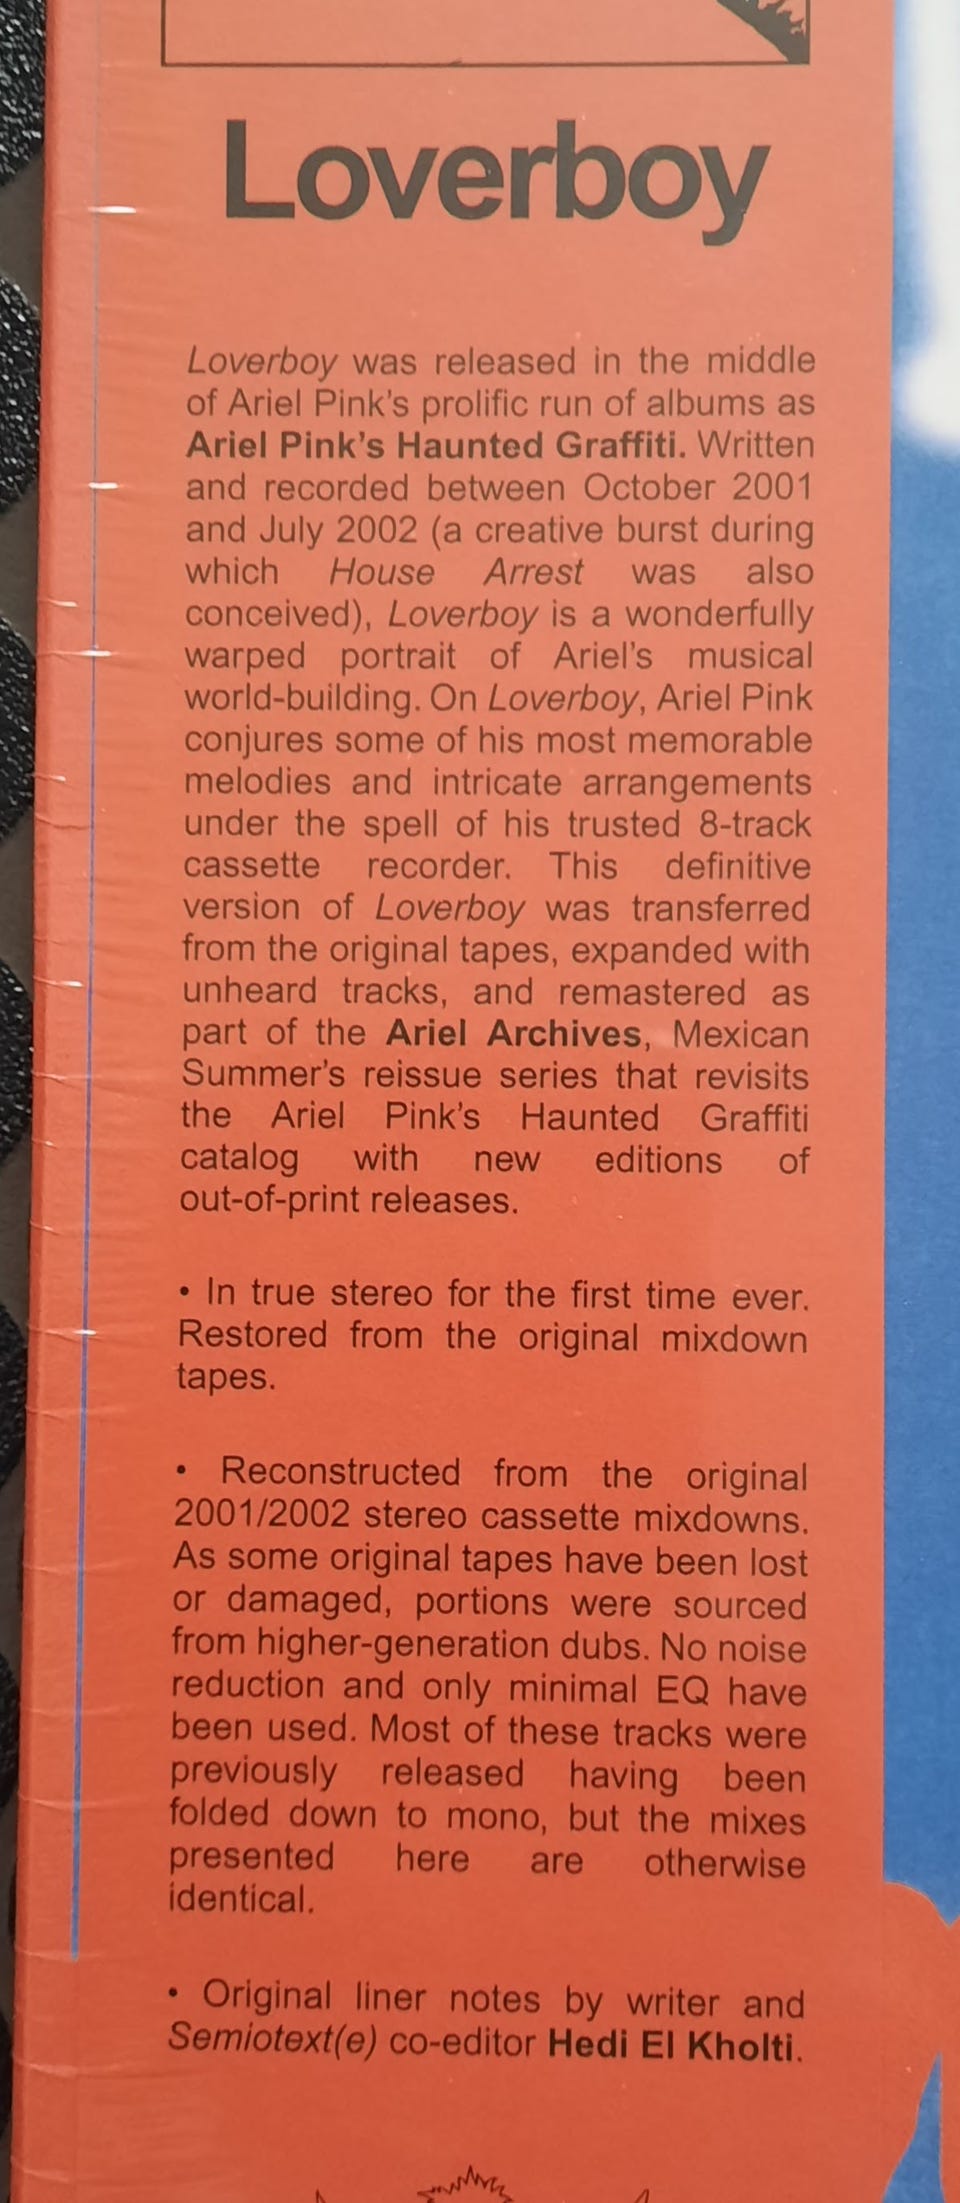 Loverboy
Loverboy was released in the middle
of Ariel Pink's prolific run of albums as
Ariel Pink's Haunted Graffiti. Written
and recorded between October 2001
and July 2002 (a creative burst during
which House Arrest was also
conceived), Loverboy is a wonderfully
warped portrait of Ariel's musical
world-building. On Loverboy, Ariel Pink
conjures some of his most memorable
melodies and intricate arrangements
under the spell of his trusted 8-track
cassette recorder. This definitive
version of Loverboy was transferred
from the original tapes, expanded with
unheard tracks, and remastered as
part of the Ariel Archives, Mexican
Summer's reissue series that revisits
the Ariel Pink's Haunted Graffiti
catalog with new editions of
out-of-print releases.
• In true stereo for the first time ever.
Restored from the original mixdown
tapes.
• Reconstructed from the original
2001/2002 stereo cassette mixdowns.
As some original tapes have been lost
or damaged, portions were sourced
from higher-generation dubs. No noise
reduction and only minimal EQ have
been used. Most of these tracks were
previously released having been
folded down to mono, but the mixes
presented here are otherwise
identical.
• Original liner notes by writer and
Semiotext(e) co-editor Hedi El Kholti.